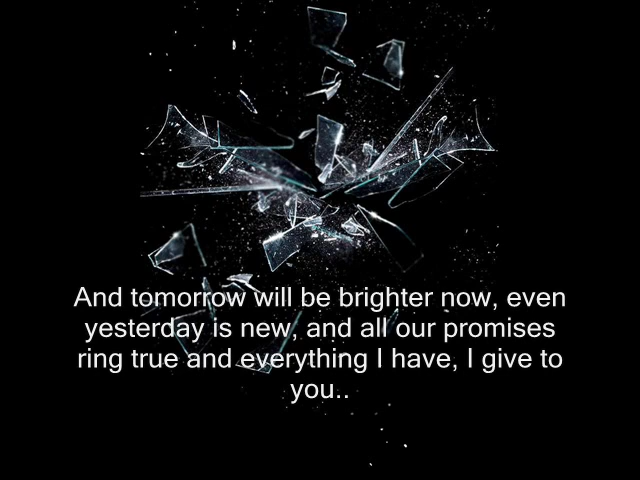 And tomorrow will be brighter now, even
yesterday is new, and all our promises
ring true and everything I have, I give to
you..